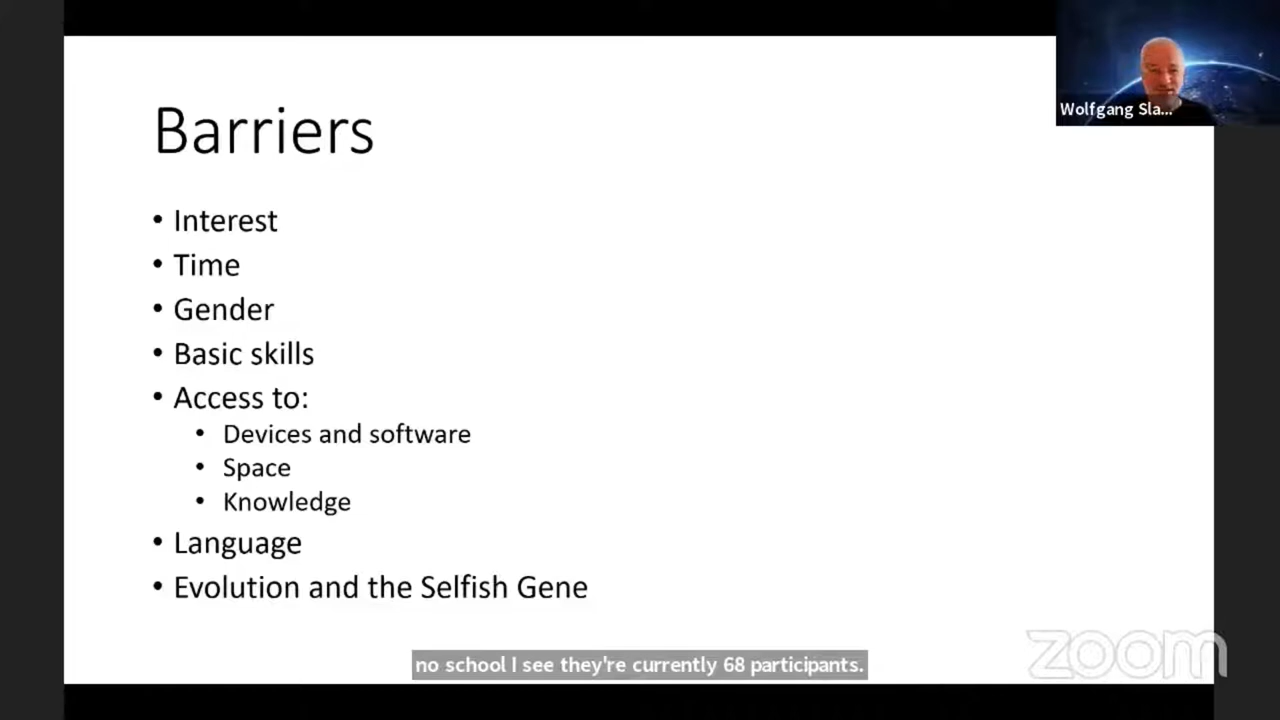 Barriers
Wolfgang Sla...
• Interest
• Time
• Gender
• Basic skills
• Access to:
• Devices and software
• Space
• Knowledge
• Language
• Evolution and the Selfish Gene
no school I see they're currently 68 participants.
zoom